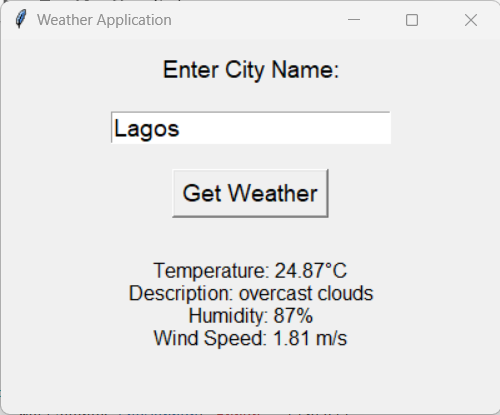 Weather Application
Enter City Name:
Lagos
Get Weather
Temperature: 24.87°C
Description: overcast clouds
Humidity: 87%
Wind Speed: 1.81 m/s